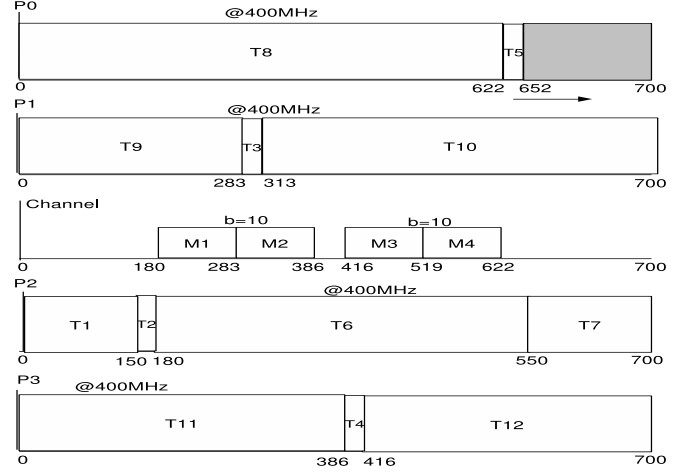 P0
@400MHz
T8 T5
0 622 652 700
P1
@400MHz
T9 T3 T10
0 283 313 700
Channel
b=10 b=10
M1 M2 M3 M4
0 180 283 386 416 519 622 700
P2
@400MHz
T1 T2 T6 T7
0 150 180 550 700
P3
@400MHz
T11 T4 T12
0 386 416 700